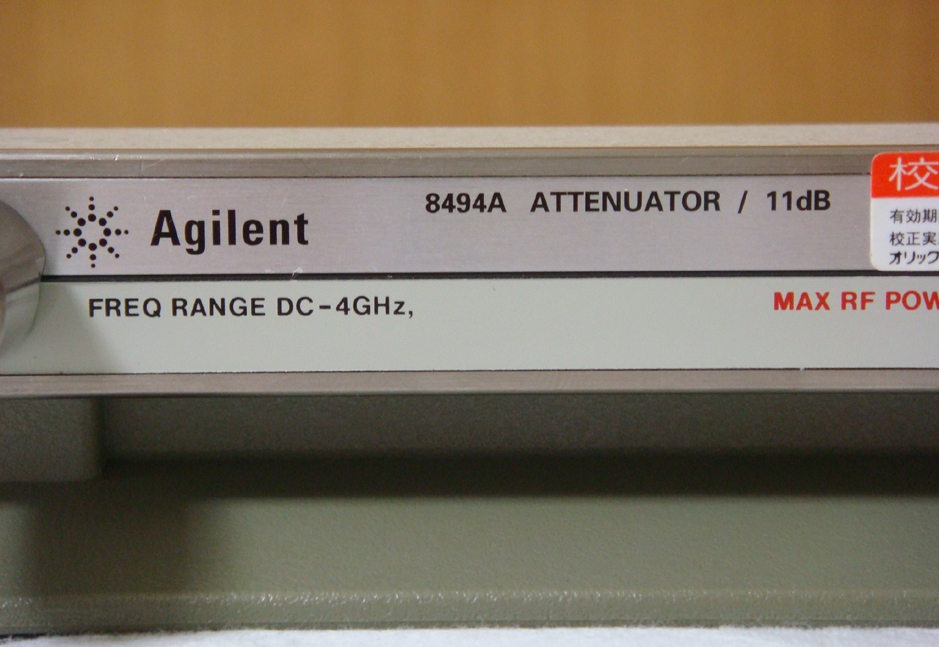 Agilent
8494A ATTENUATOR / 11dB
FREQ RANGE DC-4GHz,
MAX RF
校
有効期
校正実
オリック